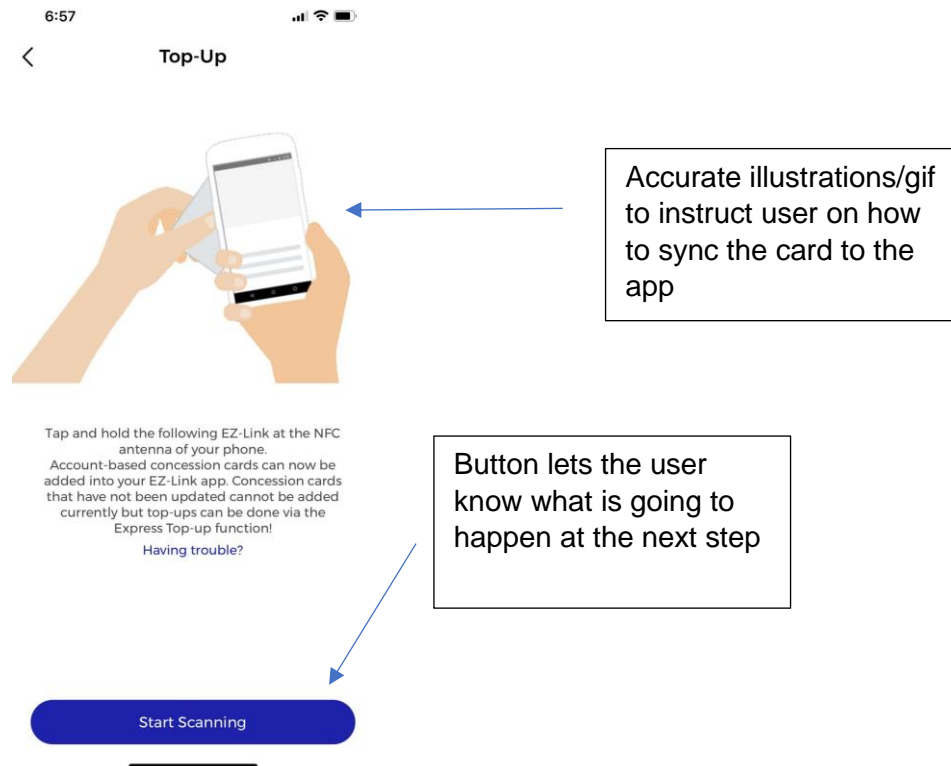 6:57
Top-Up
Accurate illustrations/gif
to instruct user on how
to sync the card to the
app
Tap and hold the following EZ-Link at the NFC
antenna of your phone.
Account-based concession cards can now be
added into your EZ-Link app. Concession cards
that have not been updated cannot be added
currently but top-ups can be done via the
Express Top-up function!
Having trouble?
Button lets the user
know what is going to
happen at the next step
Start Scanning